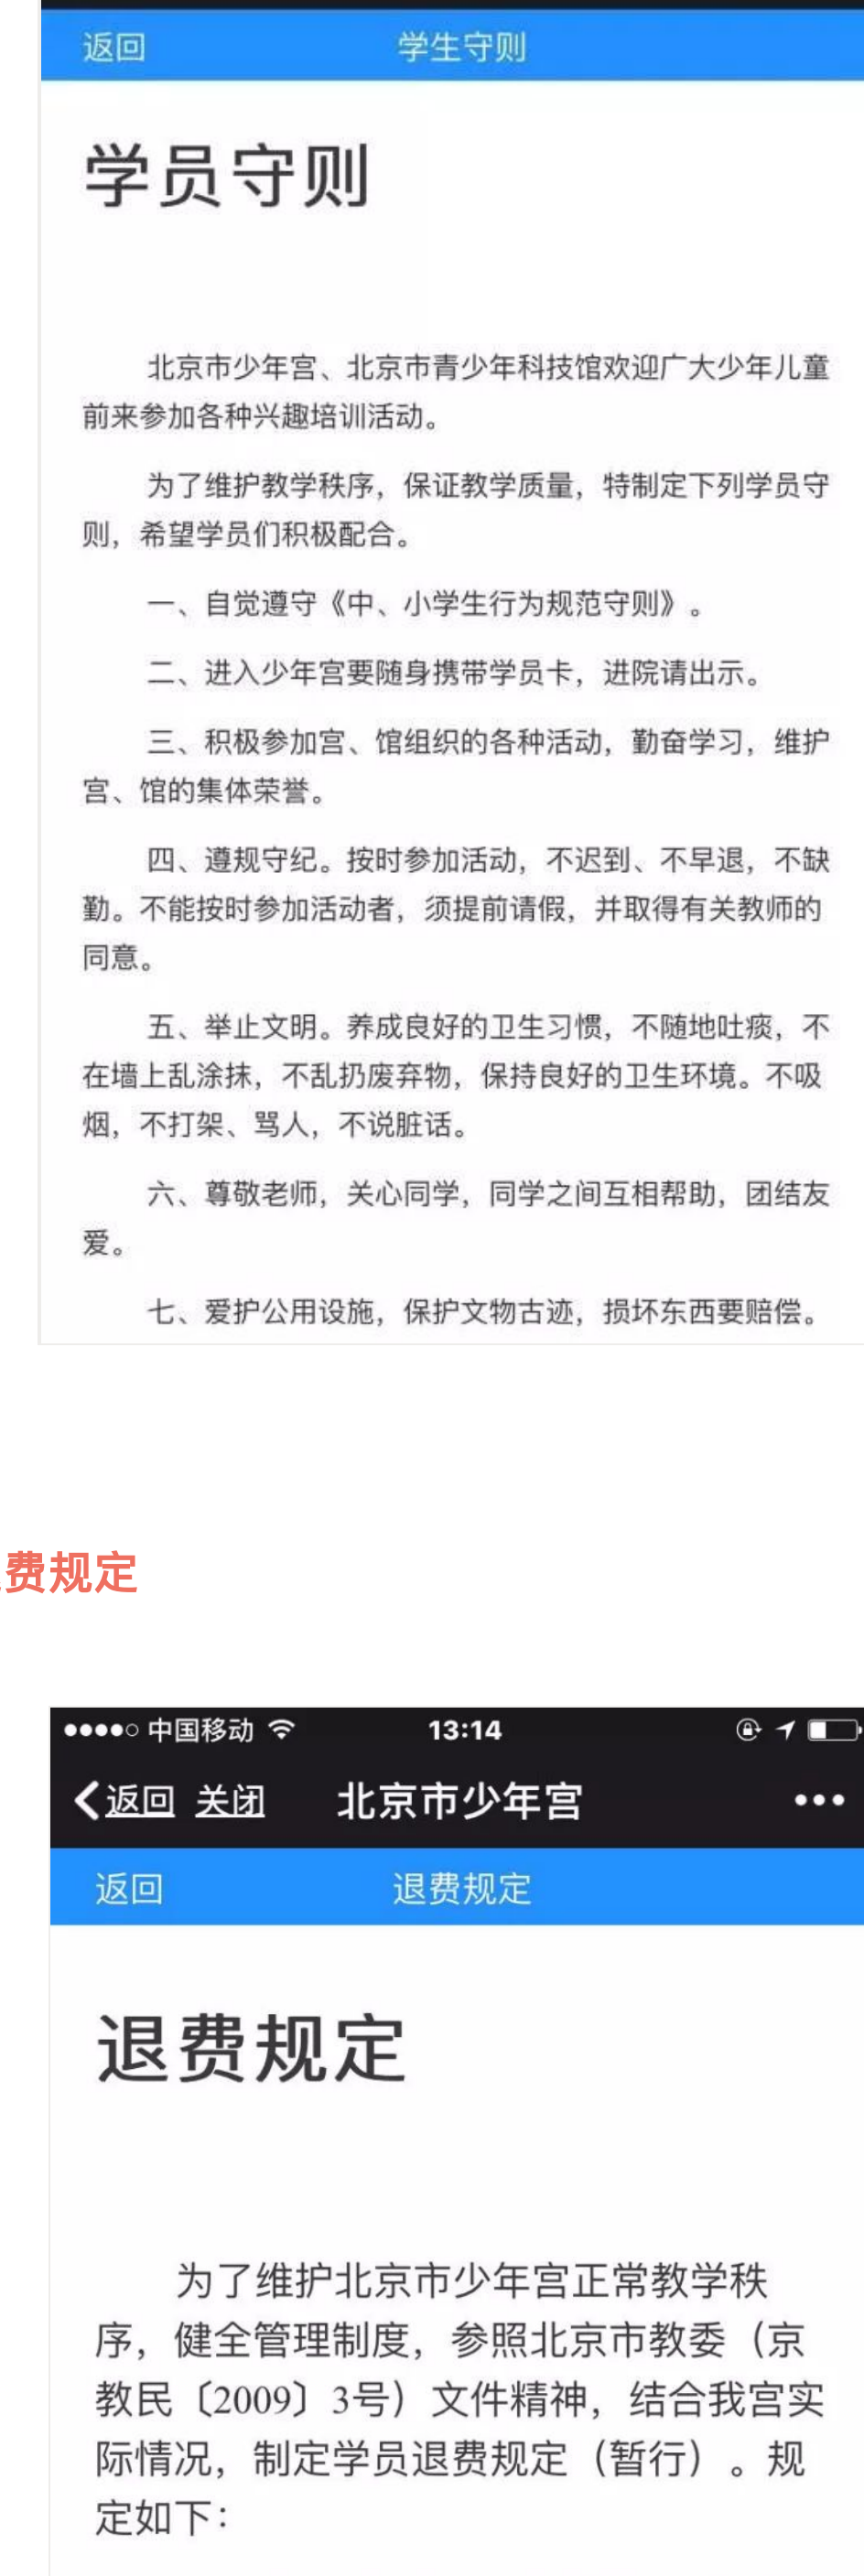 返回 学生守则
学员守则
北京市少年宫、北京市青少年科技馆欢迎广大少年儿童
前来参加各种兴趣培训活动。
为了维护教学秩序，保证教学质量，特制定下列学员守
则，希望学员们积极配合。
一、自觉遵守《中、小学生行为规范守则》。
二、进入少年宫要随身携带学员卡，进院请出示。
三、积极参加宫、馆组织的各种活动，勤奋学习，维护
宫、馆的集体荣誉。
四、遵规守纪。按时参加活动，不迟到、不早退，不缺
勤。不能按时参加活动者，须提前请假，并取得有关教师的
同意。
五、举止文明。养成良好的卫生习惯，不随地吐痰，不
在墙上乱涂抹，不乱扔废弃物，保持良好的卫生环境。不吸
烟，不打架、骂人，不说脏话。
六、尊敬老师，关心同学，同学之间互相帮助，团结友
爱。
七、爱护公用设施，保护文物古迹，损坏东西要赔偿。
费规定
中国移动 13:14
返回 关闭 北京市少年宫
返回 退费规定
退费规定
为了维护北京市少年宫正常教学秩
序，健全管理制度，参照北京市教委（京
教民〔2009〕3号）文件精神，结合我宫实
际情况，制定学员退费规定（暂行）。规
定如下：